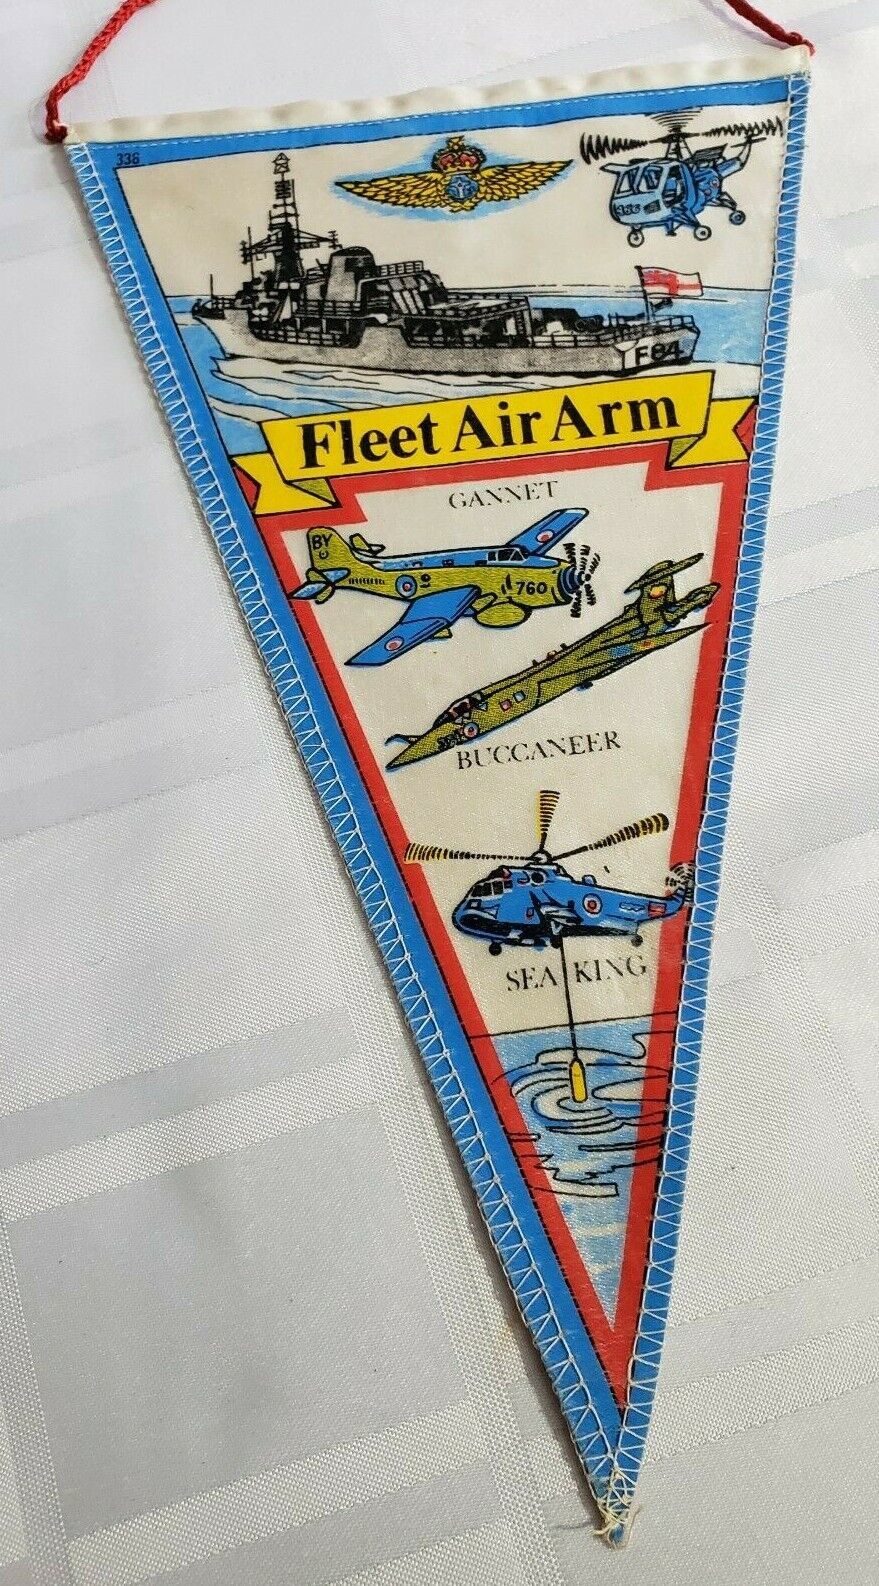 336
F84
Fleet Air Arm
GANNET
BY
760
BUCCANEER
SEA KING